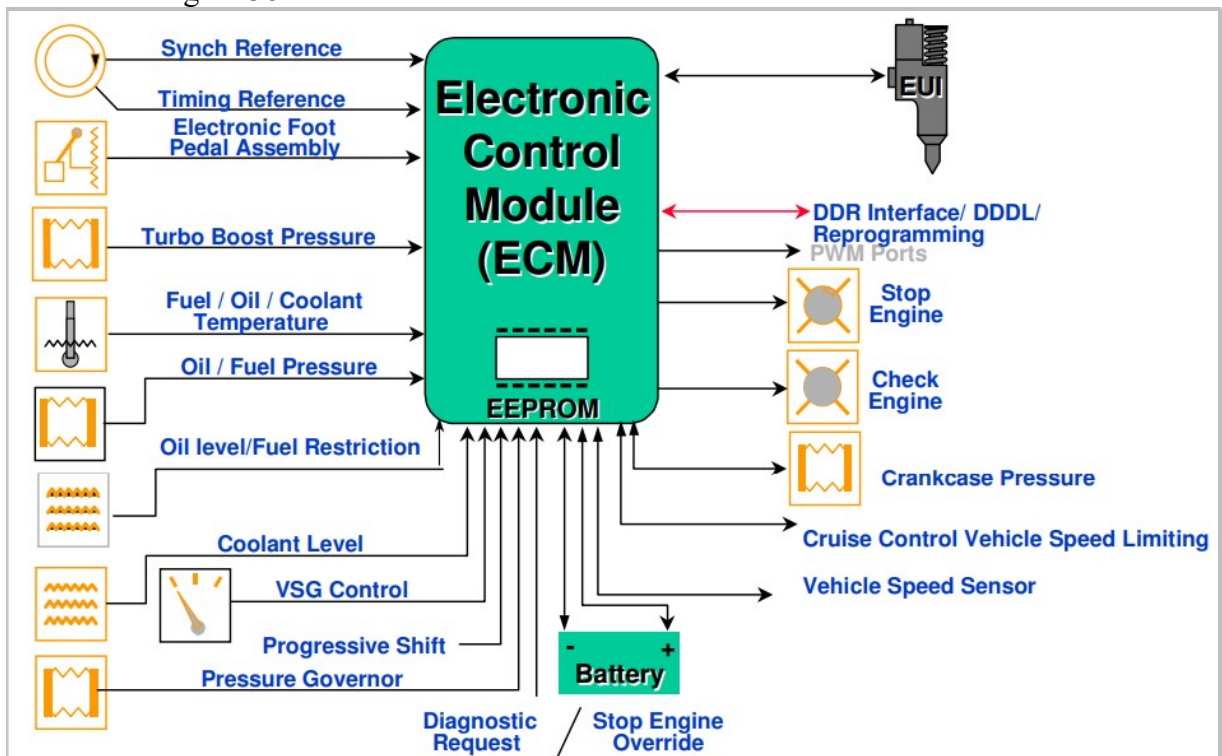 Synch Reference
Timing Reference
Electronic Foot
Pedal Assembly
Turbo Boost Pressure
Fuel / Oil / Coolant
Temperature
Oil / Fuel Pressure
Oil level/Fuel Restriction
Coolant Level
VSG Control
Progressive Shift
Pressure Governor
Diagnostic
Request
Stop Engine
Override
Electronic
Control
Module
(ECM)
EEPROM
- +
Battery
EUI
DDR Interface/ DDDL/
Reprogramming
PWM Ports
Stop
Engine
Check
Engine
Crankcase Pressure
Cruise Control Vehicle Speed Limiting
Vehicle Speed Sensor